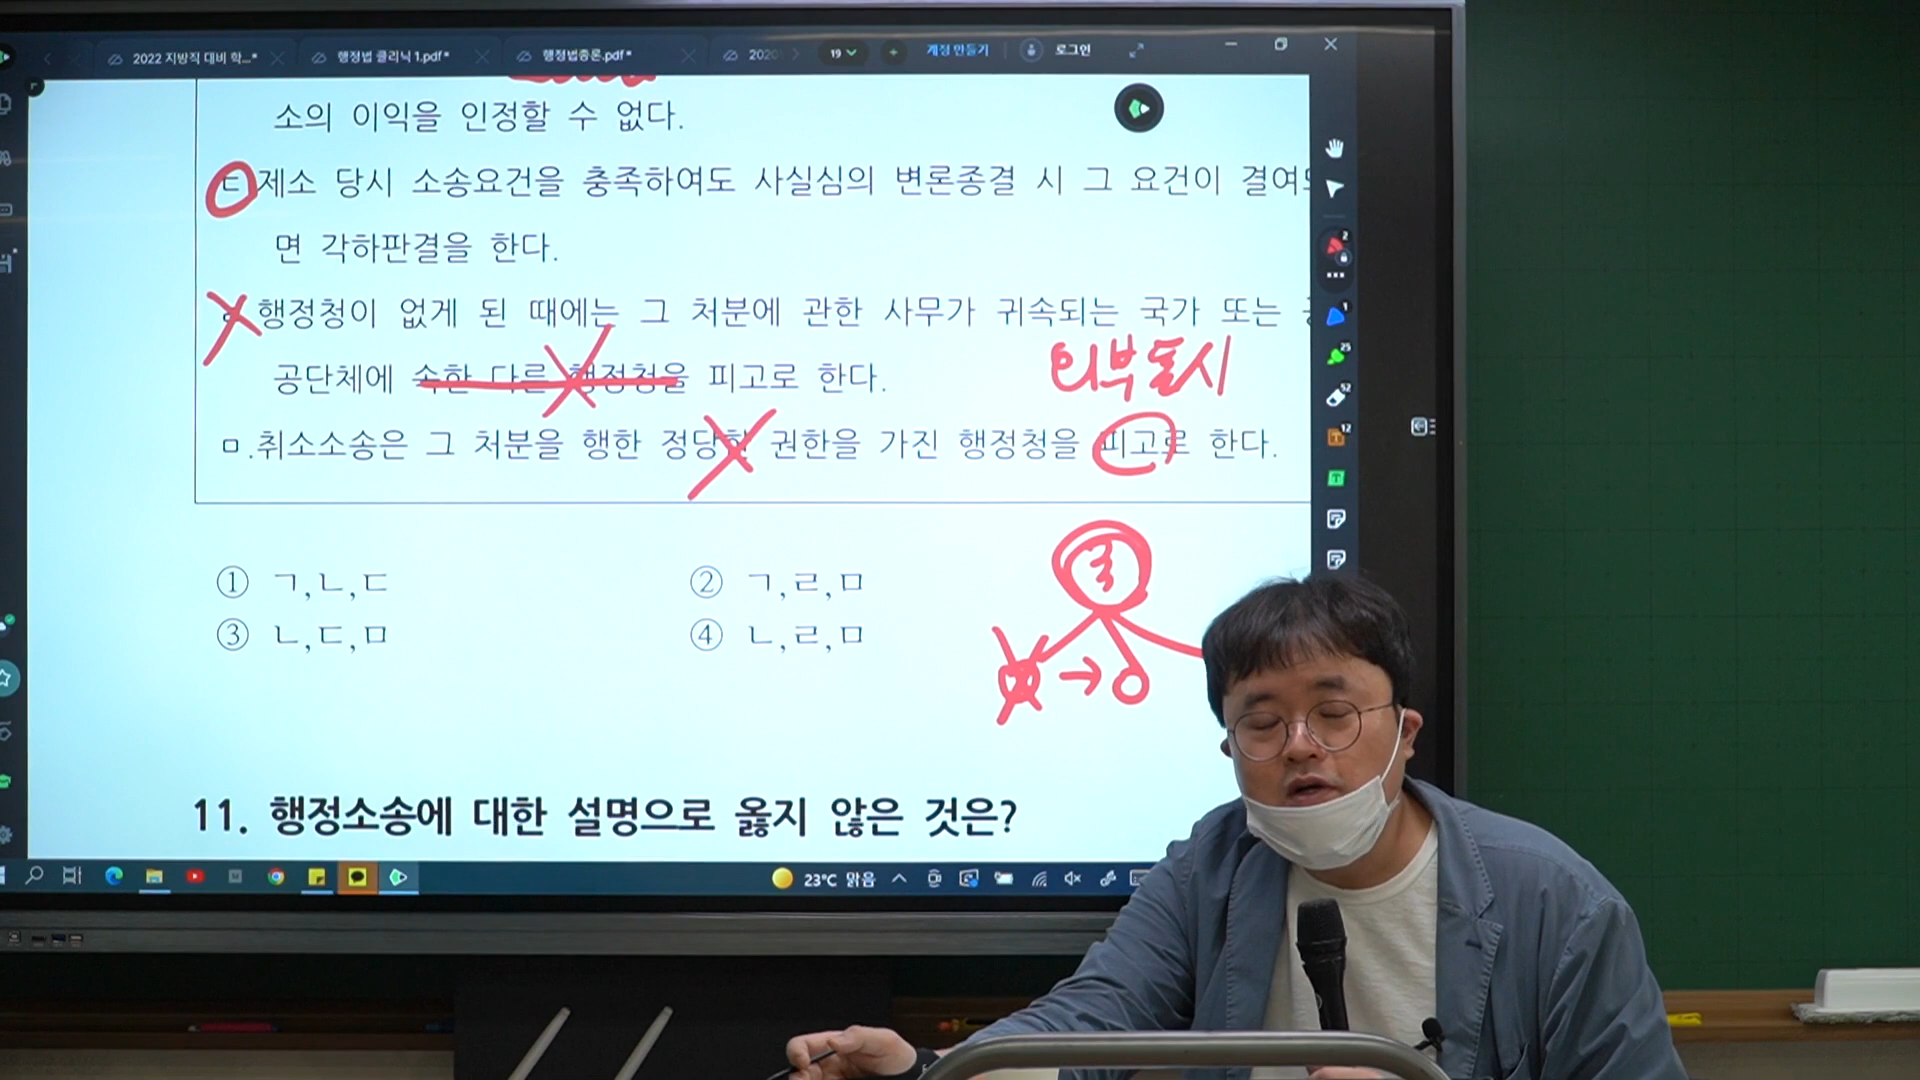 2022 지방직 대비 학...*
행정법 클리닉 1.pdf*
행정법총론.pdf*
2020
19
계정 만들기
로그인
소의 이익을 인정할 수 없다.
ㄷ 제소 당시 소송요건을 충족하여도 사실심의 변론종결 시 그 요건이 결여되
면 각하판결을 한다.
행정청이 없게 된 때에는 그 처분에 관한 사무가 귀속되는 국가 또는
공단체에 속한 다른 행정청을 피고로 한다.
외부표시
ㅁ.취소소송은 그 처분을 행한 정당한 권한을 가진 행정청을 피고로 한다.
① ㄱ,ㄴ,ㄷ
② ㄱ,ㄹ,ㅁ
③ ㄴ,ㄷ,ㅁ
④ ㄴ,ㄹ,ㅁ
국
11. 행정소송에 대한 설명으로 옳지 않은 것은?
23°C 맑음